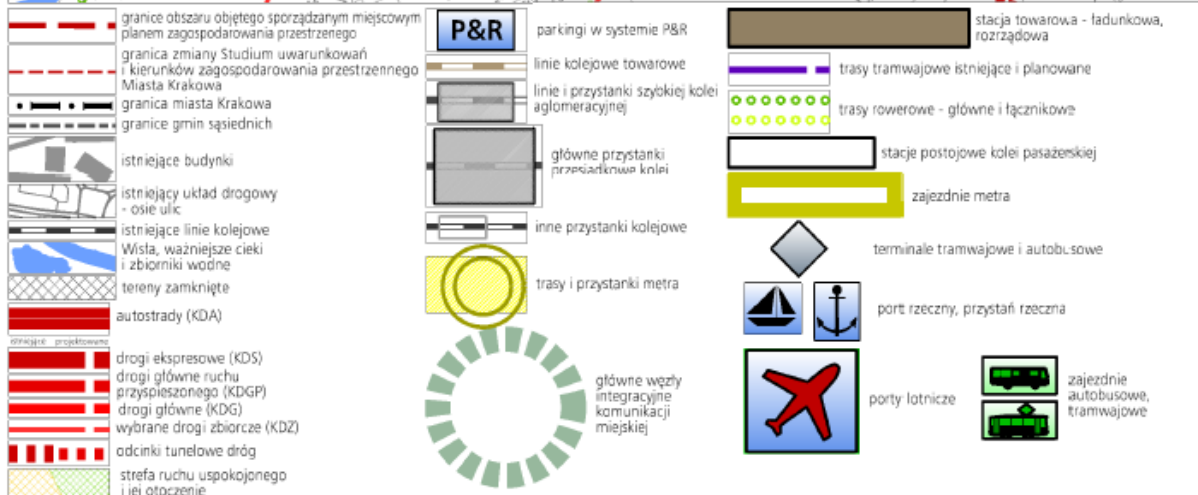 granice obszaru objętego sporządzanym miejscowym
planem zagospodarowania przestrzenego
granica zmiany Studium uwarunkowań
i kierunków zagospodarowania przestrzennego
Miasta Krakowa
granica miasta Krakowa
granice gmin sąsiednich
istniejące budynki
istniejący układ drogowy
- osie ulic
istniejące linie kolejowe
Wisła, ważniejsze cieki
i zbiorniki wodne
tereny zamknięte
autostrady (KDA)
istniejące projektowane
drogi ekspresowe (KDS)
drogi główne ruchu
przyspieszonego (KDGP)
drogi główne (KDG)
wybrane drogi zbiorcze (KDZ)
odcinki tunelowe dróg
strefa ruchu uspokojonego
i jej otoczenie
P&R parkingi w systemie P&R
linie kolejowe towarowe
linie i przystanki szybkiej kolei
aglomeracyjnej
główne przystanki
przesiadkowe kolei
inne przystanki kolejowe
trasy i przystanki metra
główne węzły
integracyjne
komunikacji
miejskiej
stacja towarowa - ładunkowa,
rozrządowa
trasy tramwajowe istniejące i planowane
trasy rowerowe - główne i łącznikowe
stacje postojowe kolei pasażerskiej
zajezdnie metra
terminale tramwajowe i autobusowe
port rzeczny, przystań rzeczna
porty lotnicze
zajezdnie
autobusowe,
tramwajowe